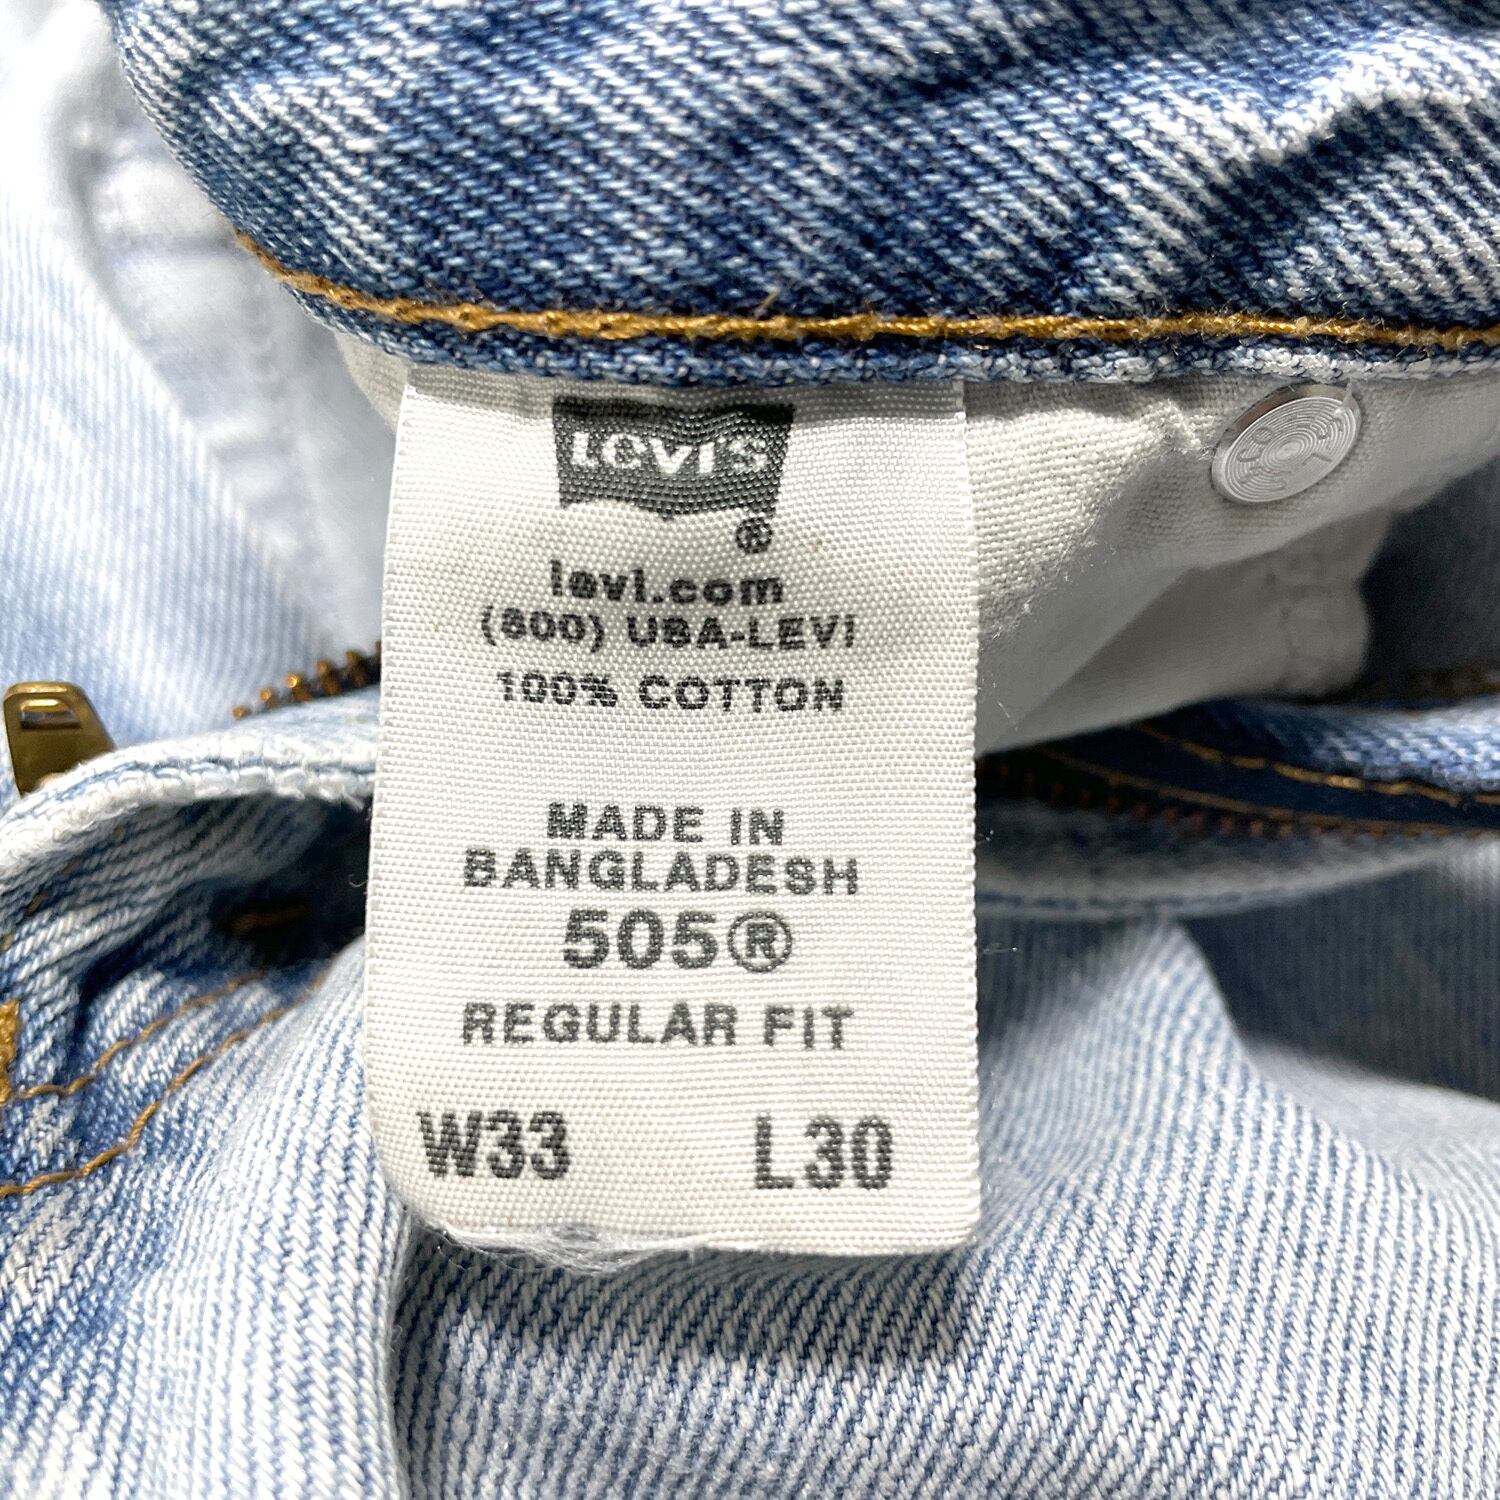 LEVI'S
®
levi.com
(800) USA-LEVI
100% COTTON
MADE IN
BANGLADESH
505®
REGULAR FIT
W33 L30